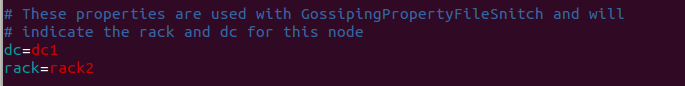 # These properties are used with GossipingPropertyFileSnitch and will
# indicate the rack and dc for this node
dc=dc1
rack=rack2